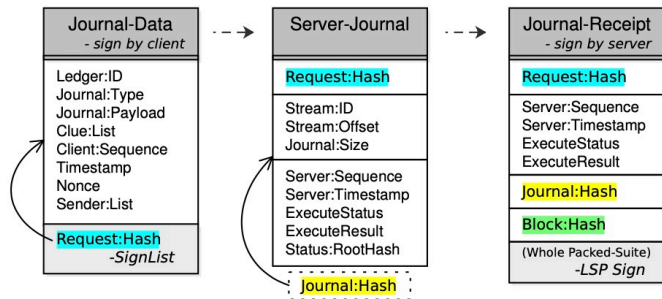 Journal-Data
- sign by client
Ledger:ID
Journal:Type
Journal:Payload
Clue:List
Client:Sequence
Timestamp
Nonce
Sender:List
Request:Hash
-SignList
Server-Journal
Request:Hash
Stream:ID
Stream:Offset
Journal:Size
Server:Sequence
Server:Timestamp
ExecuteStatus
ExecuteResult
Status:RootHash
Journal:Hash
Journal-Receipt
- sign by server
Request:Hash
Server:Sequence
Server:Timestamp
ExecuteStatus
ExecuteResult
Journal:Hash
Block:Hash
(Whole Packed-Suite)
-LSP Sign